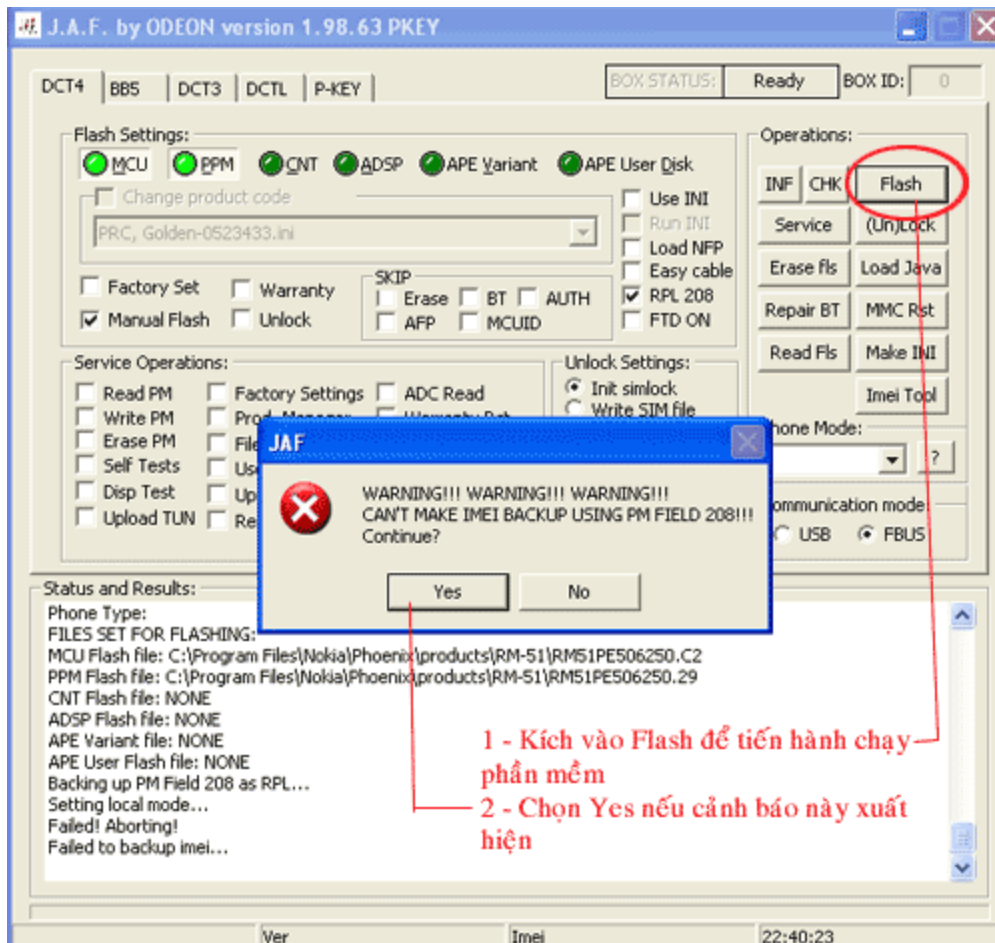 J.A.F. by ODEON version 1.98.63 PKEY
DCT4 BB5 DCT3 DCTL P-KEY
BOX STATUS: Ready BOX ID: 0
Flash Settings:
MCU PPM CNT ADSP APE Variant APE User Disk
Change product code
PRC, Golden-0523433.ini
Use INI
Run INI
Load NFP
Easy cable
RPL 208
FTD ON
Factory Set Warranty
Manual Flash Unlock
SKIP
Erase BT AUTH
AFP MCUID
Operations:
INF CHK Flash
Service (Un)Lock
Erase fls Load Java
Repair BT MMC Rst
Read Fls Make INI
Imei Tool
Service Operations:
Read PM Factory Settings ADC Read
Write PM
Erase PM
Self Tests
Disp Test
Upload TUN
Unlock Settings:
Init simlock
Write SIM file
hone Mode:
?
ommunication mode:
USB FBUS
JAF
WARNING!!! WARNING!!! WARNING!!!
CAN'T MAKE IMEI BACKUP USING PM FIELD 208!!!
Continue?
Yes No
Status and Results:
Phone Type:
FILES SET FOR FLASHING:
MCU Flash file: C:\Program Files\Nokia\Phoenix\products\RM-51\RM51PE506250.C2
PPM Flash file: C:\Program Files\Nokia\Phoenix\products\RM-51\RM51PE506250.29
CNT Flash file: NONE
ADSP Flash file: NONE
APE Variant file: NONE
APE User Flash file: NONE
Backing up PM Field 208 as RPL...
Setting local mode...
Failed! Aborting!
Failed to backup imei...
1 - Kích vào Flash để tiến hành chạy
phần mềm
2 - Chọn Yes nếu cảnh báo này xuất
hiện
Ver Imei 22:40:23